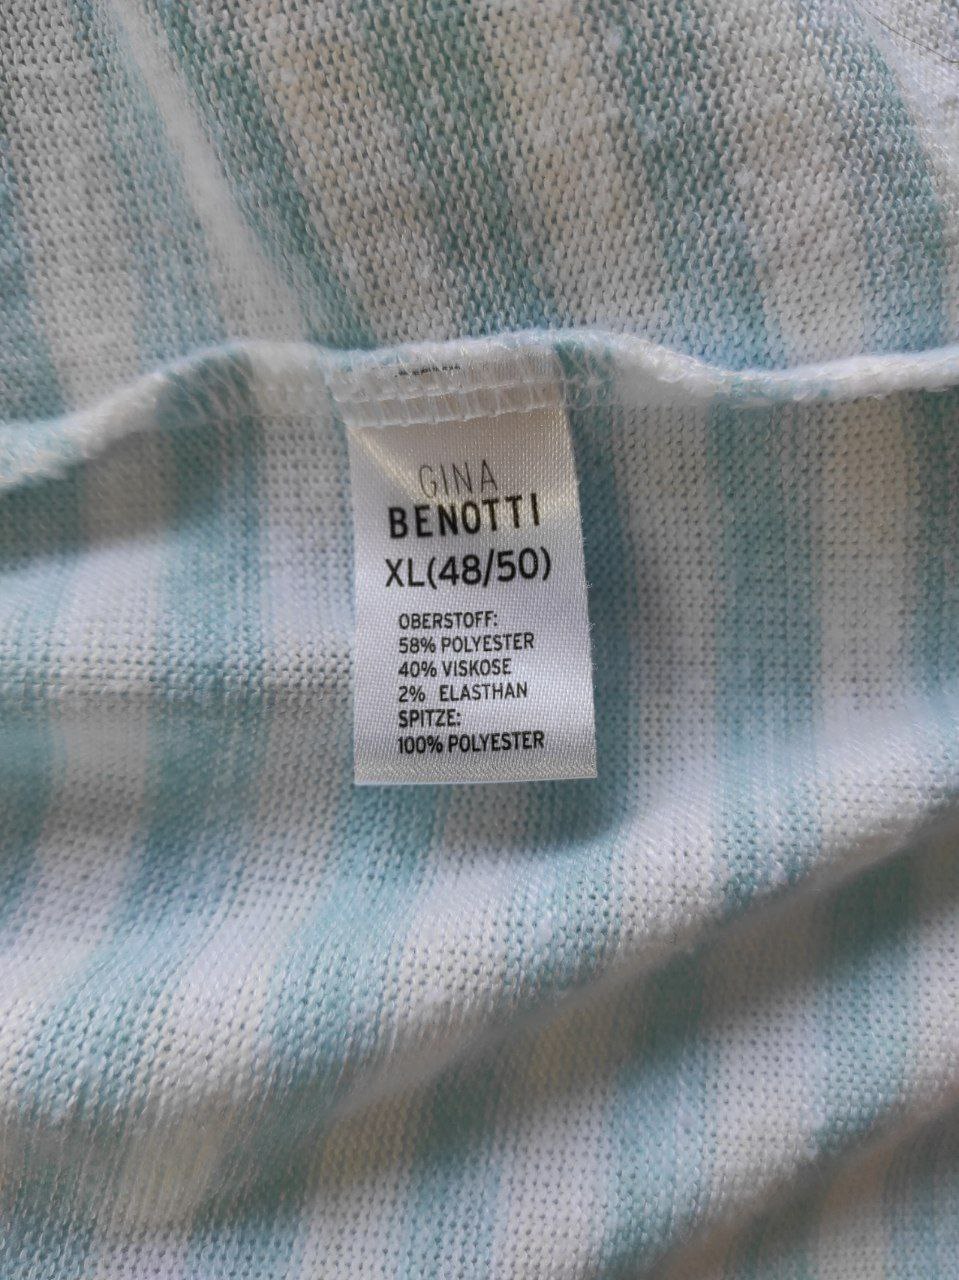 GINA
BENOTTI
XL(48/50)
OBERSTOFF:
58% POLYESTER
40% VISKOSE
2% ELASTHAN
SPITZE:
100% POLYESTER